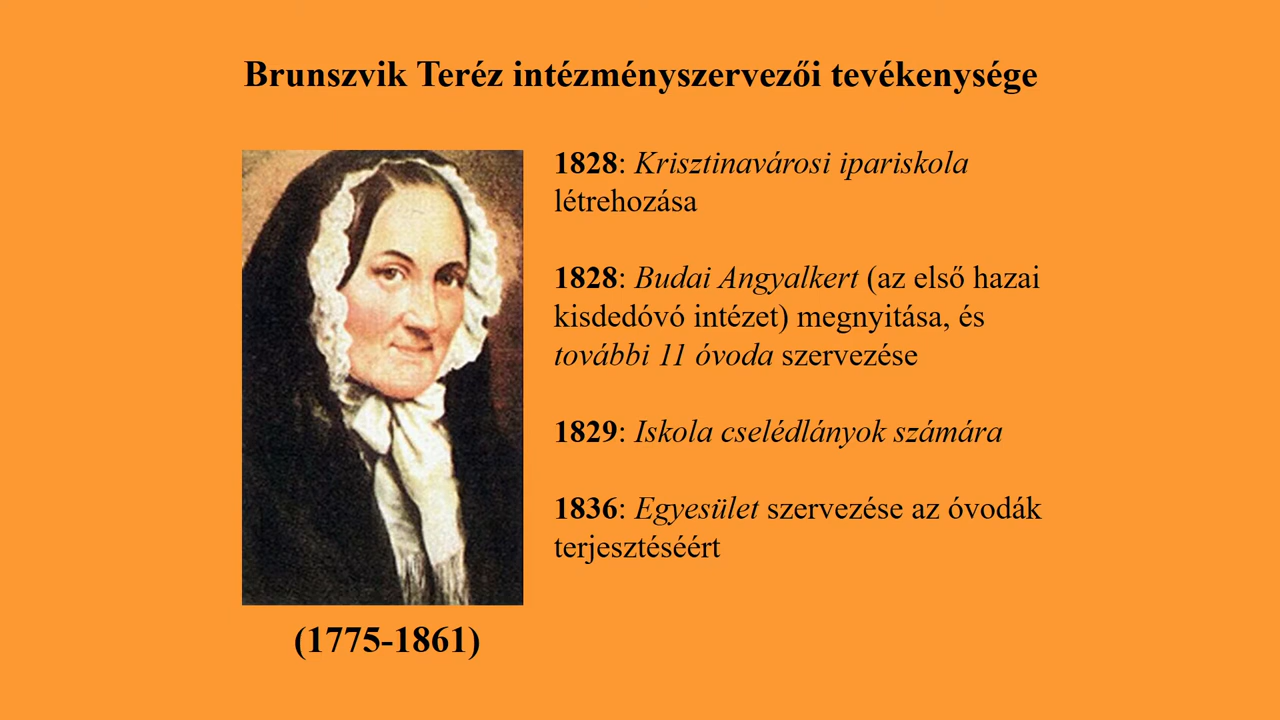 Brunszvik Teréz intézményszervezői tevékenysége
1828: Krisztinavárosi ipariskola
létrehozása
1828: Budai Angyalkert (az első hazai
kisdedóvó intézet) megnyitása, és
további 11 óvoda szervezése
1829: Iskola cselédlányok számára
1836: Egyesület szervezése az óvodák
terjesztéséért
(1775-1861)